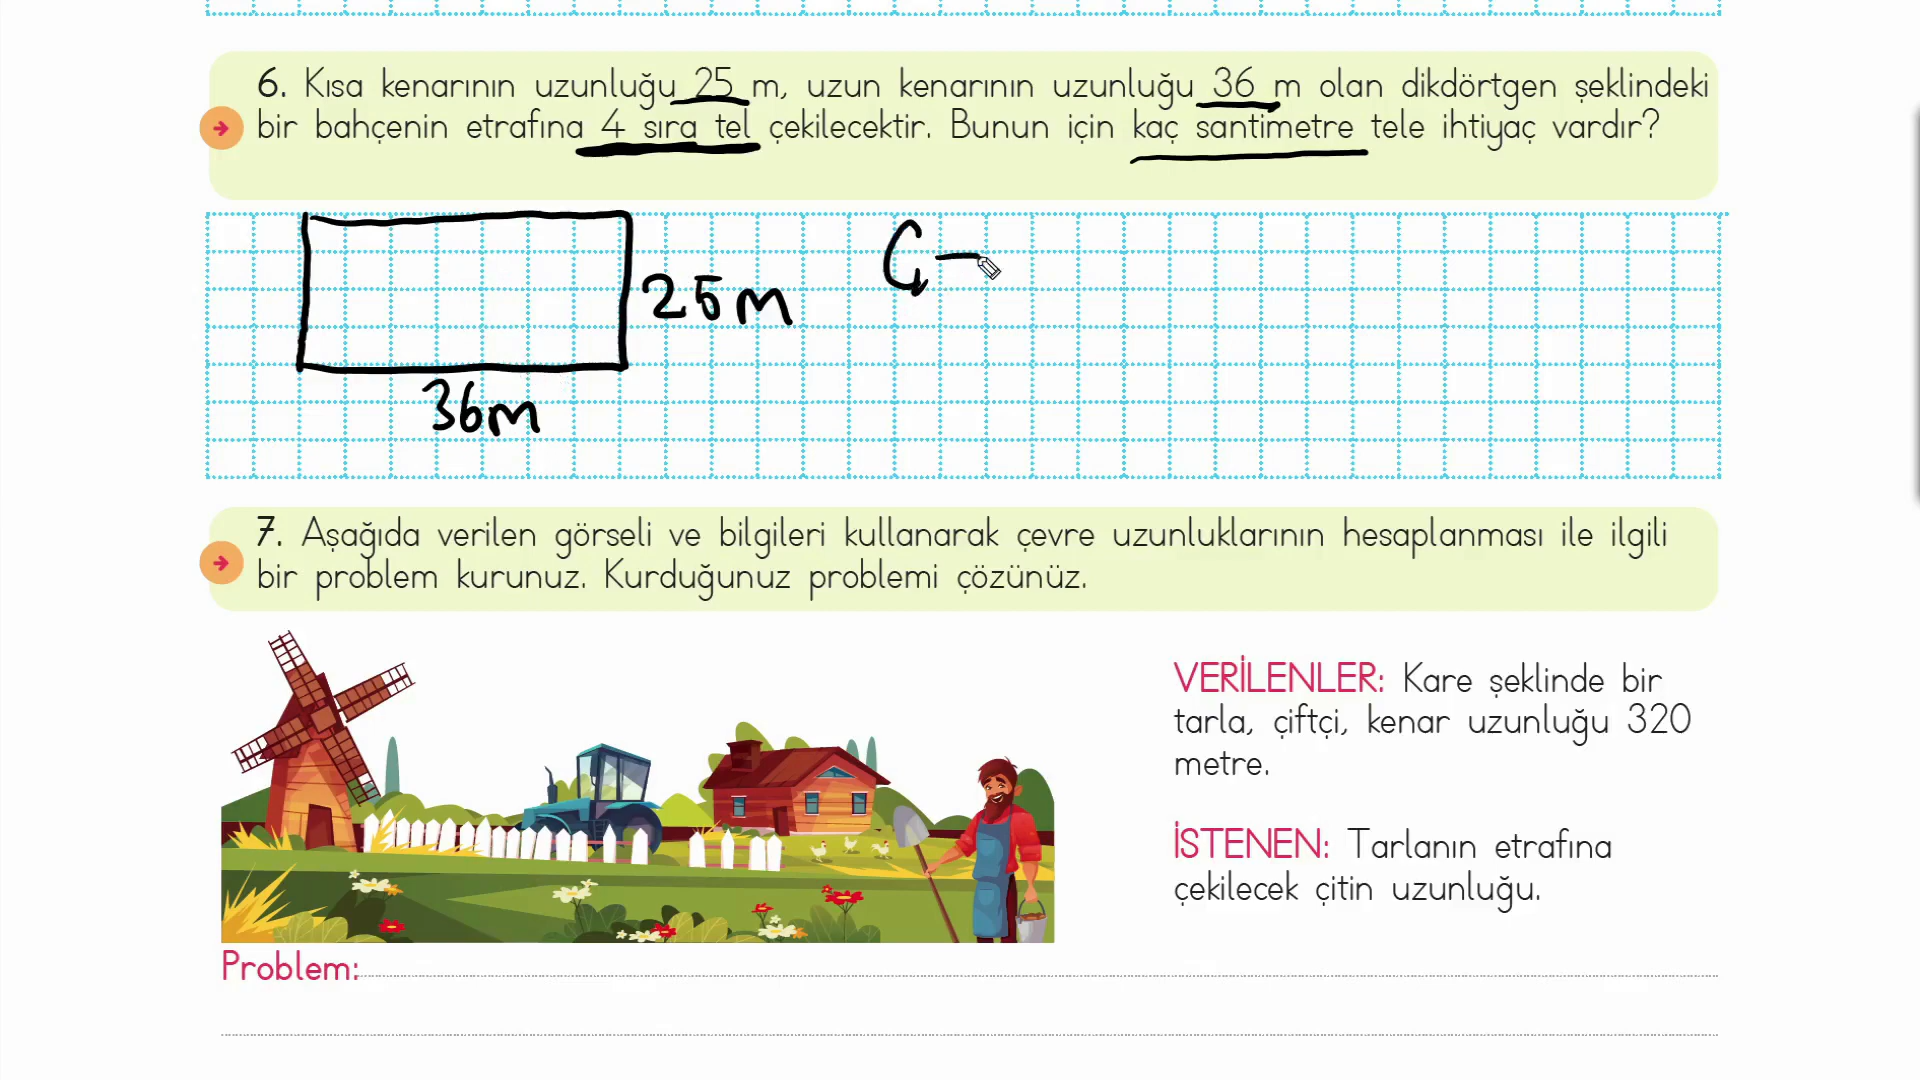 6. Kısa kenarının uzunluğu 25 m, uzun kenarının uzunluğu 36 m olan dikdörtgen şeklindeki
bir bahçenin etrafına 4 sıra tel çekilecektir. Bunun için kaç santimetre tele ihtiyaç vardır?
25m
36m
Ç
7. Aşağıda verilen görseli ve bilgileri kullanarak çevre uzunluklarının hesaplanması ile ilgili
bir problem kurunuz. Kurduğunuz problemi çözünüz.
VERİLENLER: Kare şeklinde bir
tarla, çiftçi, kenar uzunluğu 320
metre.
İSTENEN: Tarlanın etrafına
çekilecek çitin uzunluğu.
Problem: